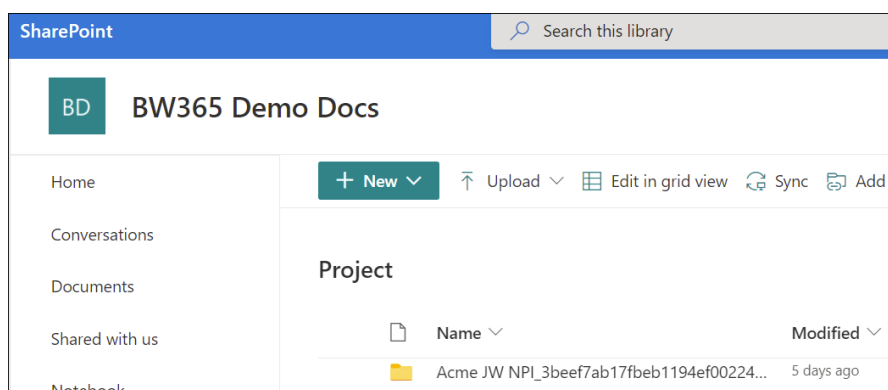 SharePoint
Search this library
BD
BW365 Demo Docs
Home
Conversations
Documents
Shared with us
Notebook
New
Upload
Edit in grid view
Sync
Add
Project
Name
Modified
Acme JW NPI_3beef7ab17fbeb1194ef00224...
5 days ago